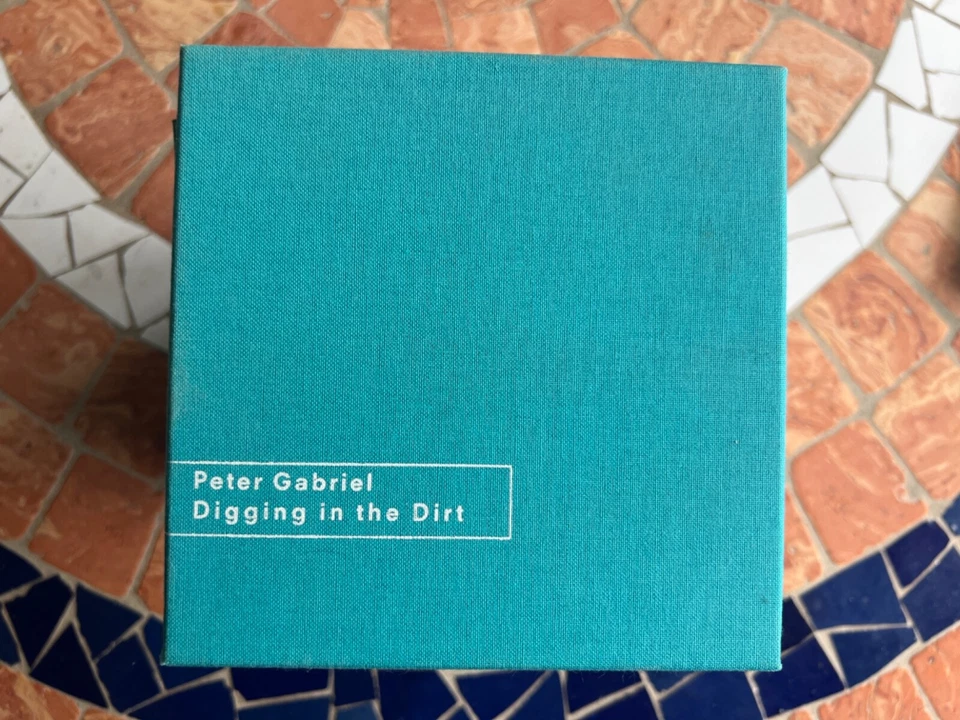 Peter Gabriel
Digging in the Dirt